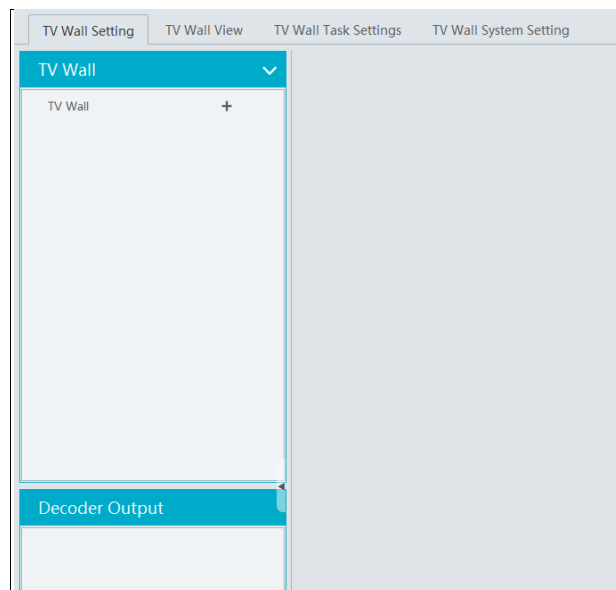 TV Wall Setting TV Wall View TV Wall Task Settings TV Wall System Setting
TV Wall
TV Wall +
Decoder Output